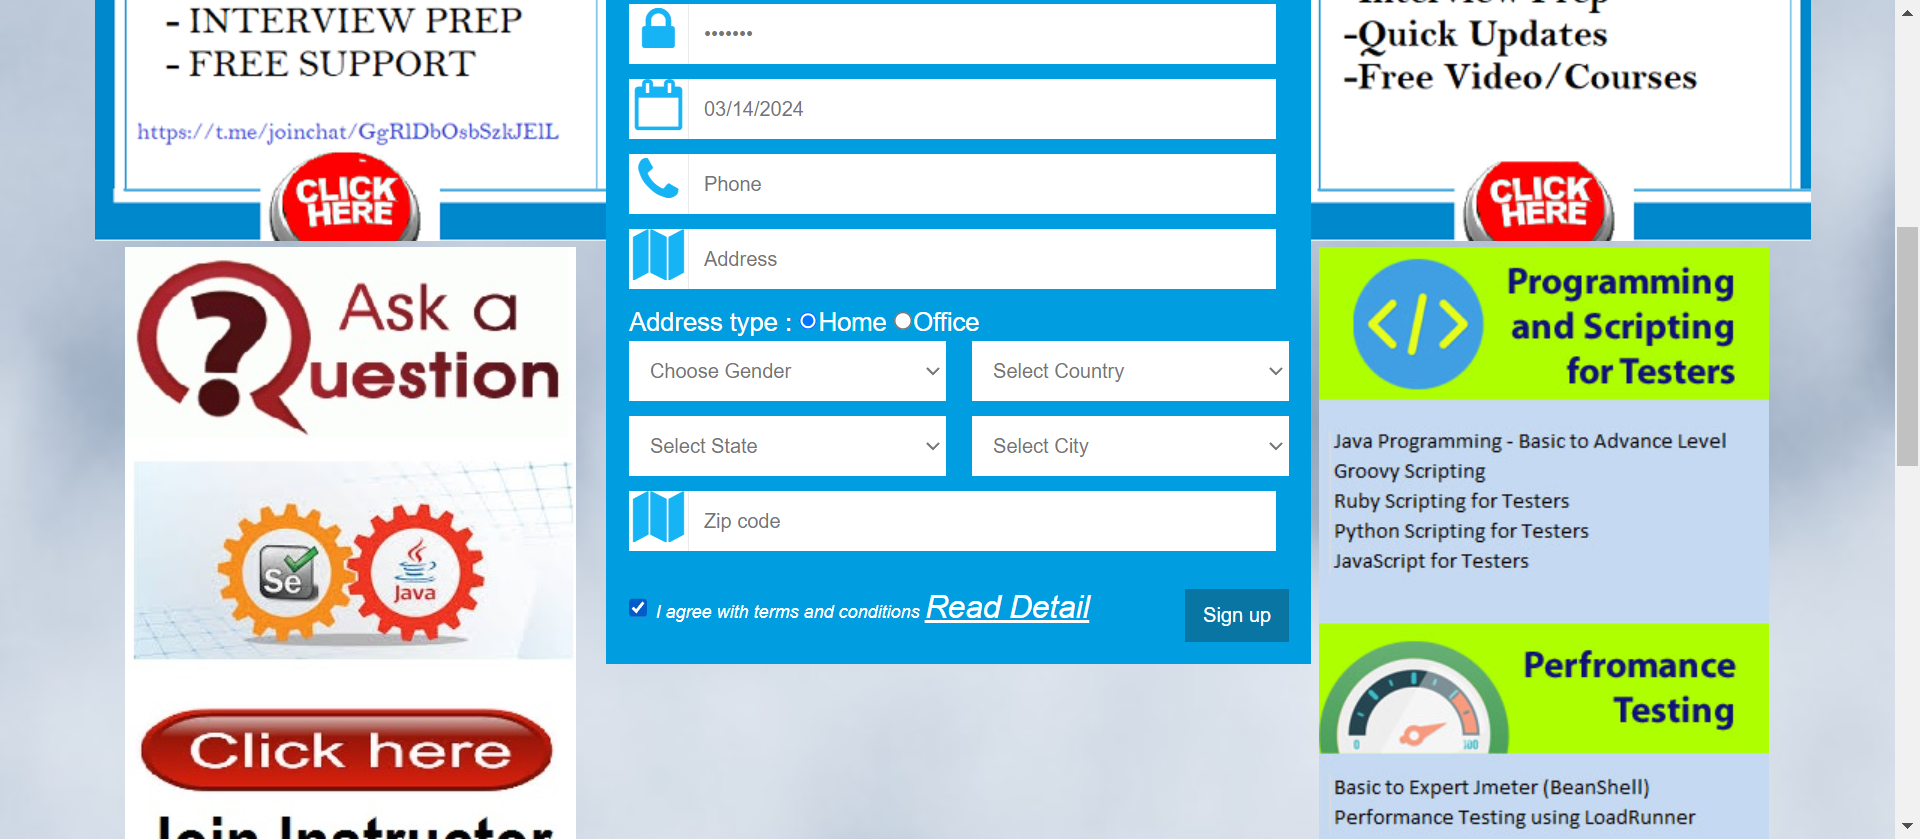 - INTERVIEW PREP
- FREE SUPPORT
https://t.me/joinchat/GgRlDbOsbSzkJElL
CLICK
HERE
Ask a
Question
Se
Java
Click here
Join Instructor
•••••••
03/14/2024
Phone
Address
Address type : Home Office
Choose Gender
Select Country
Select State
Select City
Zip code
I agree with terms and conditions Read Detail
Sign up
-Interview Prep
-Quick Updates
-Free Video/Courses
CLICK
HERE
</>
Programming
and Scripting
for Testers
Java Programming - Basic to Advance Level
Groovy Scripting
Ruby Scripting for Testers
Python Scripting for Testers
JavaScript for Testers
Perfromance
Testing
0 100
Basic to Expert Jmeter (BeanShell)
Performance Testing using LoadRunner